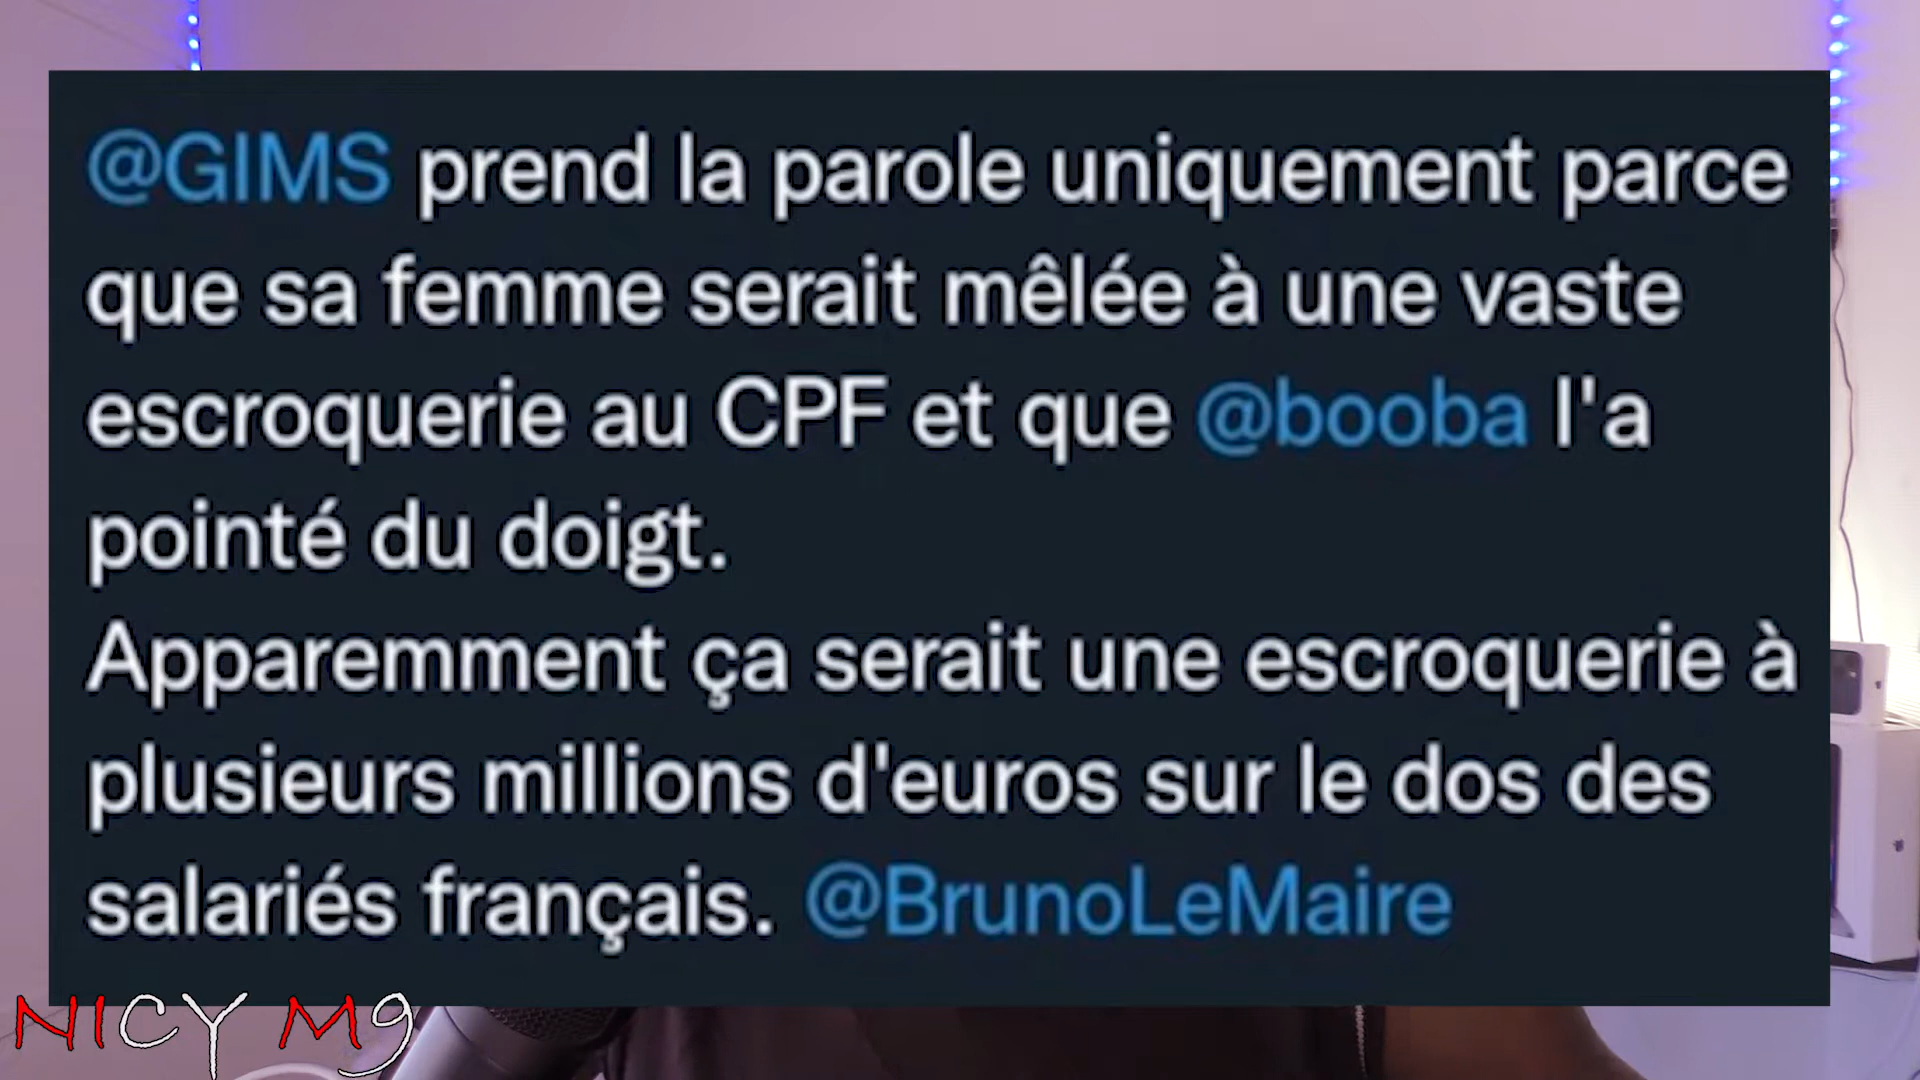 @GIMS prend la parole uniquement parce
que sa femme serait mêlée à une vaste
escroquerie au CPF et que @booba l'a
pointé du doigt.
Apparemment ça serait une escroquerie à
plusieurs millions d'euros sur le dos des
salariés français. @BrunoLeMaire
NICY M9